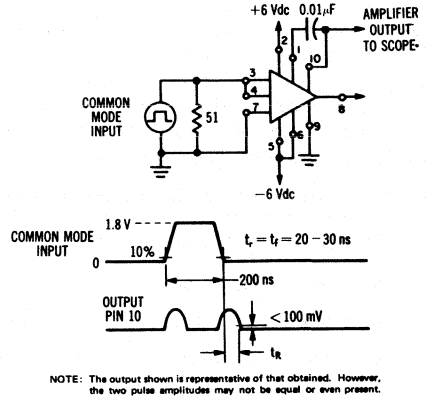 +6 Vdc
0.01µF
AMPLIFIER
OUTPUT
TO SCOPE
2
1
10
3
4
7
COMMON
MODE
INPUT
51
8
5
6
9
−6 Vdc
1.8 V
COMMON MODE
INPUT
10%
0
tr = tf = 20 − 30 ns
200 ns
OUTPUT
PIN 10
< 100 mV
tR
NOTE: The output shown is representative of that obtained. However,
the two pulse amplitudes may not be equal or even present.